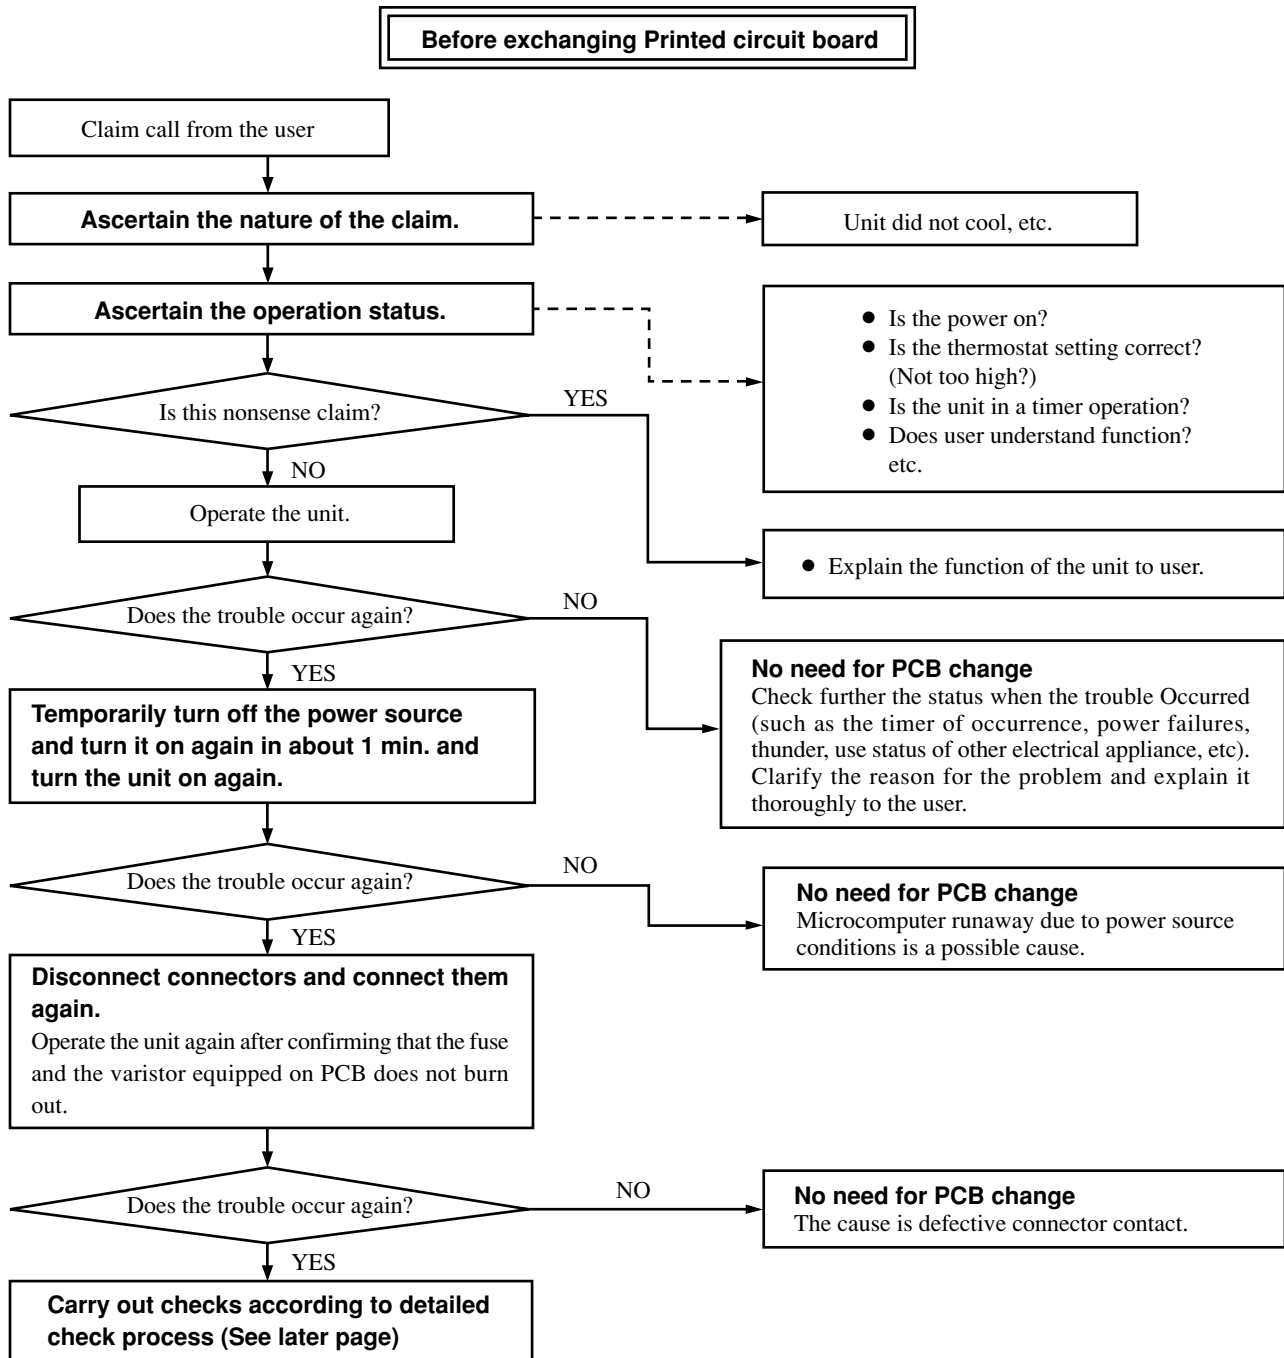 Before exchanging Printed circuit board
Claim call from the user
Ascertain the nature of the claim.
Unit did not cool, etc.
Ascertain the operation status.
● Is the power on?
● Is the thermostat setting correct?
(Not too high?)
● Is the unit in a timer operation?
● Does user understand function?
etc.
Is this nonsense claim?
YES
NO
Operate the unit.
● Explain the function of the unit to user.
Does the trouble occur again?
NO
YES
No need for PCB change
Check further the status when the trouble Occurred
(such as the timer of occurrence, power failures,
thunder, use status of other electrical appliance, etc).
Clarify the reason for the problem and explain it
thoroughly to the user.
Temporarily turn off the power source
and turn it on again in about 1 min. and
turn the unit on again.
Does the trouble occur again?
NO
YES
No need for PCB change
Microcomputer runaway due to power source
conditions is a possible cause.
Disconnect connectors and connect them
again.
Operate the unit again after confirming that the fuse
and the varistor equipped on PCB does not burn
out.
Does the trouble occur again?
NO
YES
No need for PCB change
The cause is defective connector contact.
Carry out checks according to detailed
check process (See later page)